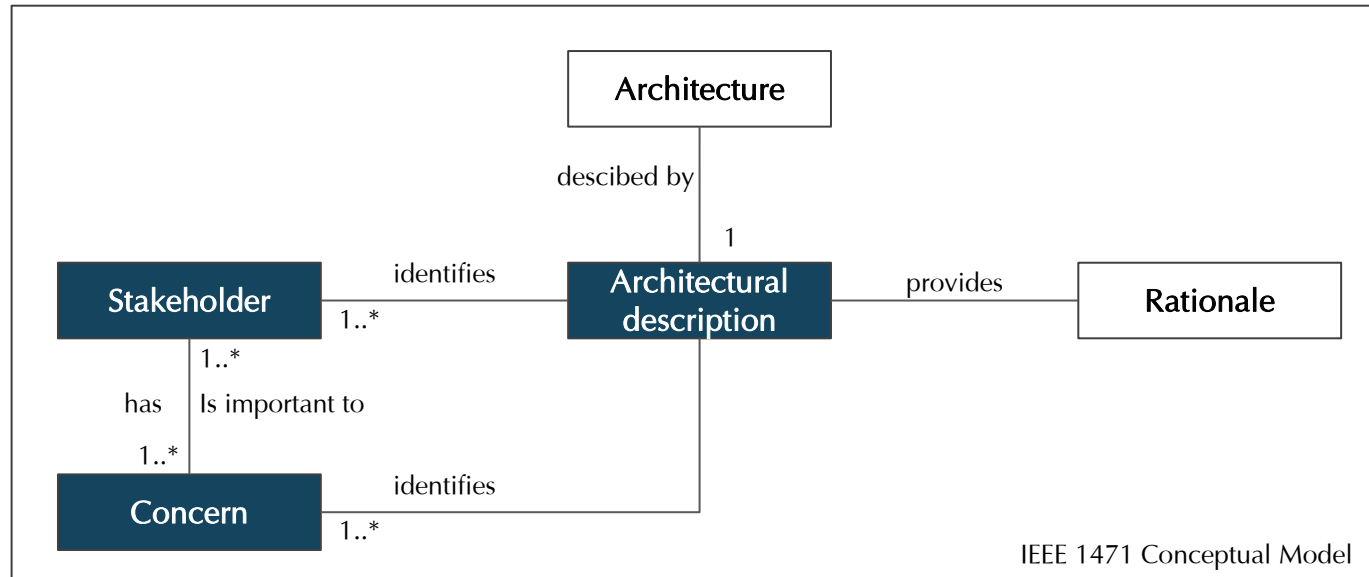 Architecture
descibed by
1
Stakeholder
identifies
1..*
Architectural
description
provides
Rationale
1..*
has
Is important to
1..*
Concern
identifies
1..*
IEEE 1471 Conceptual Model